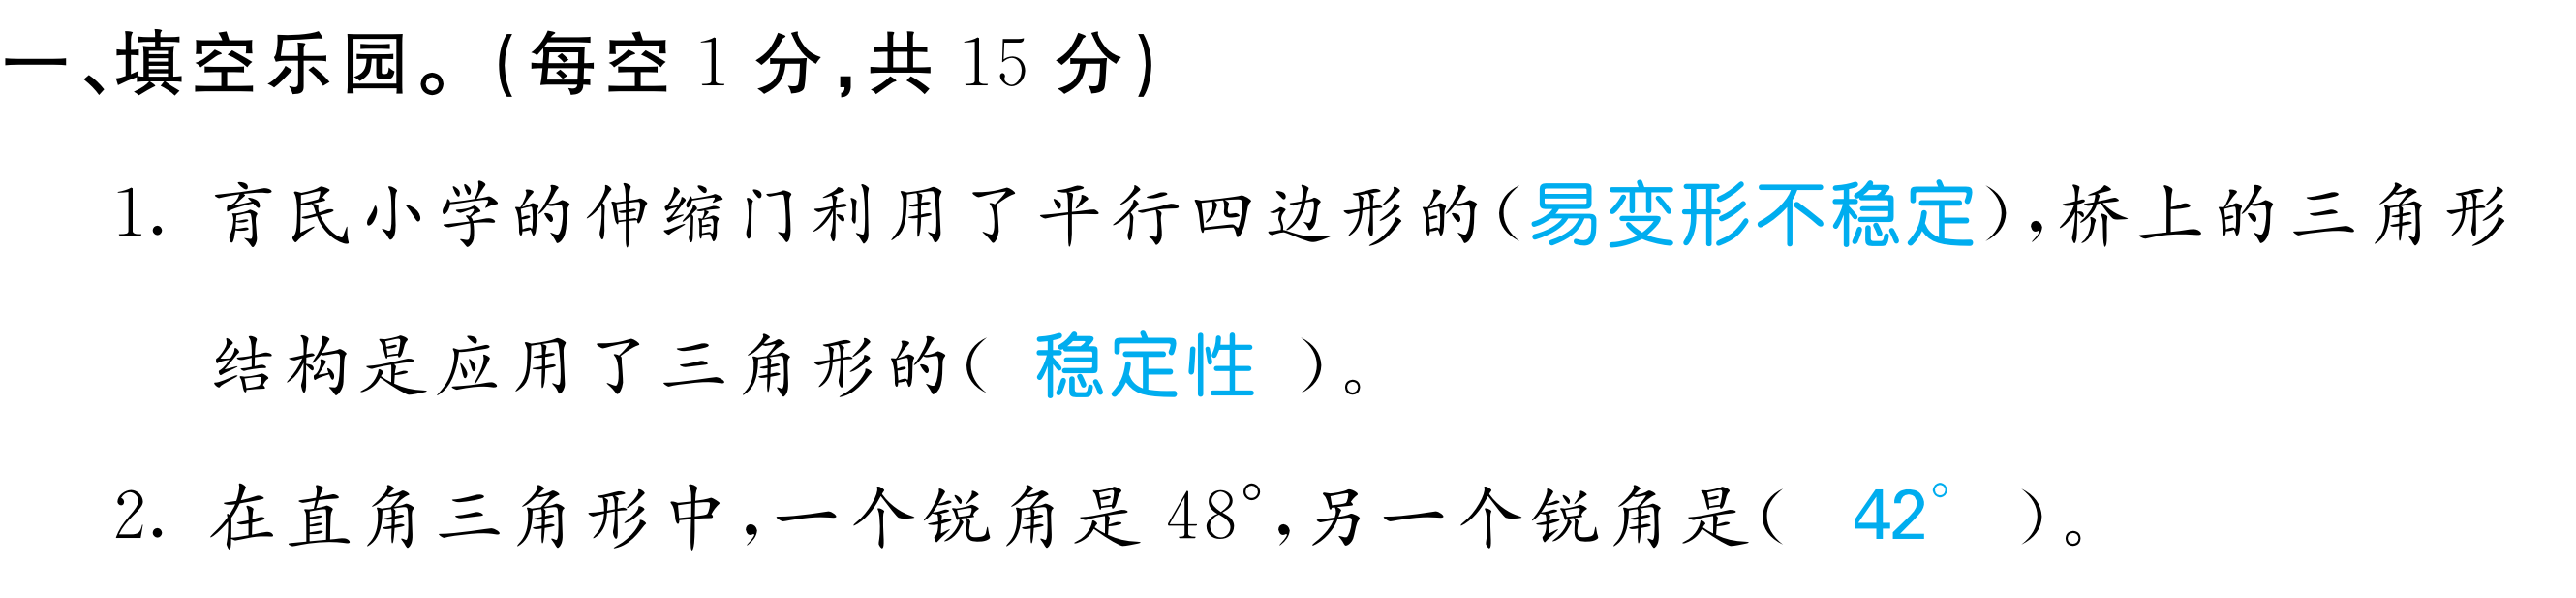 一、填空乐园。(每空 1 分,共 15 分)
1. 育民小学的伸缩门利用了平行四边形的(易变形不稳定),桥上的三角形
结构是应用了三角形的( 稳定性 )。
2. 在直角三角形中,一个锐角是 48°,另一个锐角是( 42° )。